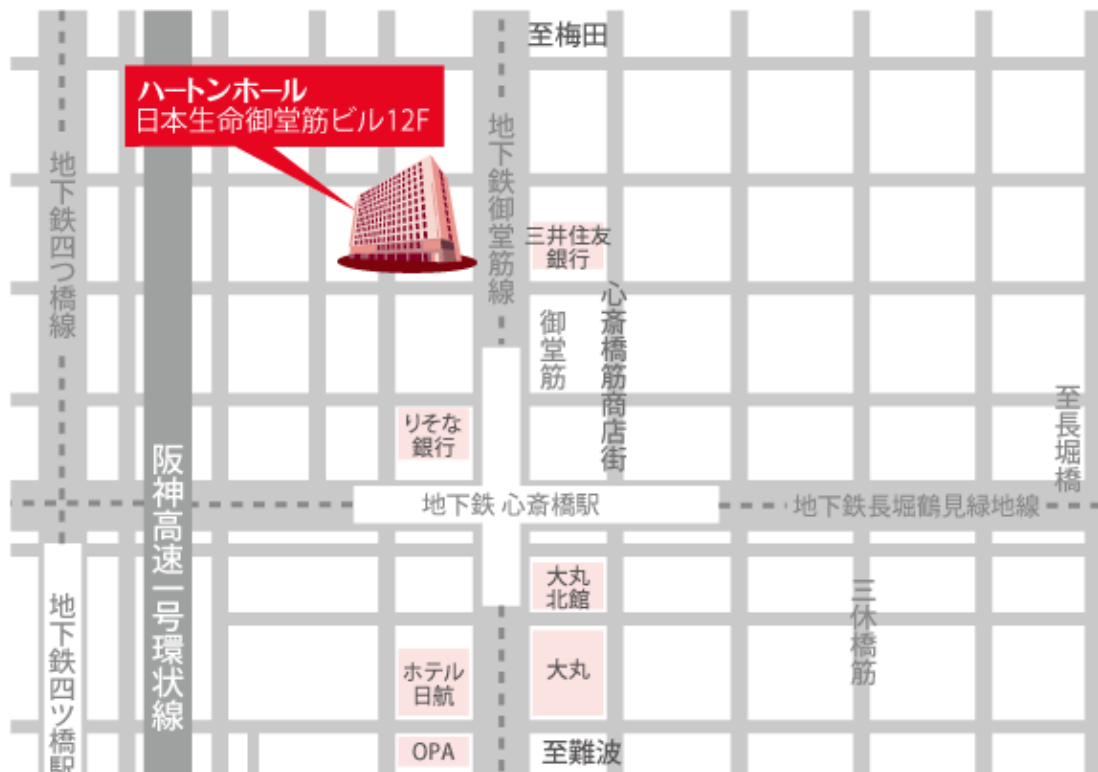 至梅田
ハートンホール
日本生命御堂筋ビル12F
地下鉄御堂筋線
地下鉄四つ橋線
三井住友
銀行
心斎橋筋商店街
御堂筋
至長堀橋
りそな
銀行
阪神高速一号環状線
地下鉄 心斎橋駅
地下鉄長堀鶴見緑地線
大丸
北館
三休橋筋
地下鉄四ツ橋駅
ホテル
日航
大丸
OPA
至難波